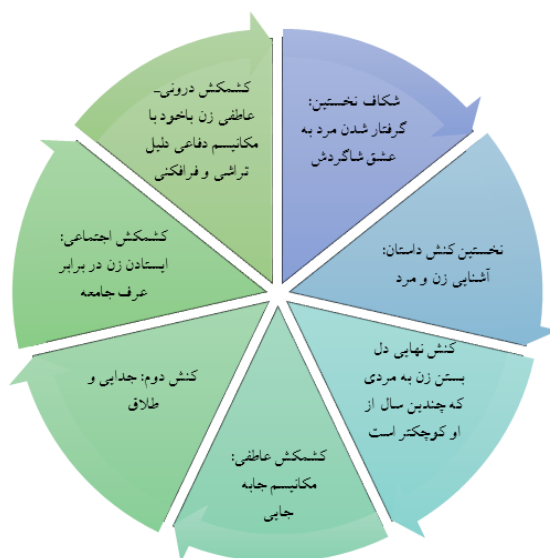 شکاف نخستین:
گرفتار شدن مرد به
عشق شاگردش
نخستین کنش داستان:
آشنایی زن و مرد
کنش نهایی دل
بستن زن به مردی
که چندین سال از
او کوچکتر است
کشمکش عاطفی:
مکانیسم جابه
جایی
کنش دوم: جدایی و
طلاق
کشمکش اجتماعی:
ایستادن زن در برابر
عرف جامعه
کشمکش درونی-
عاطفی زن باخود با
مکانیسم دفاعی دلیل
تراشی و فرافکنی